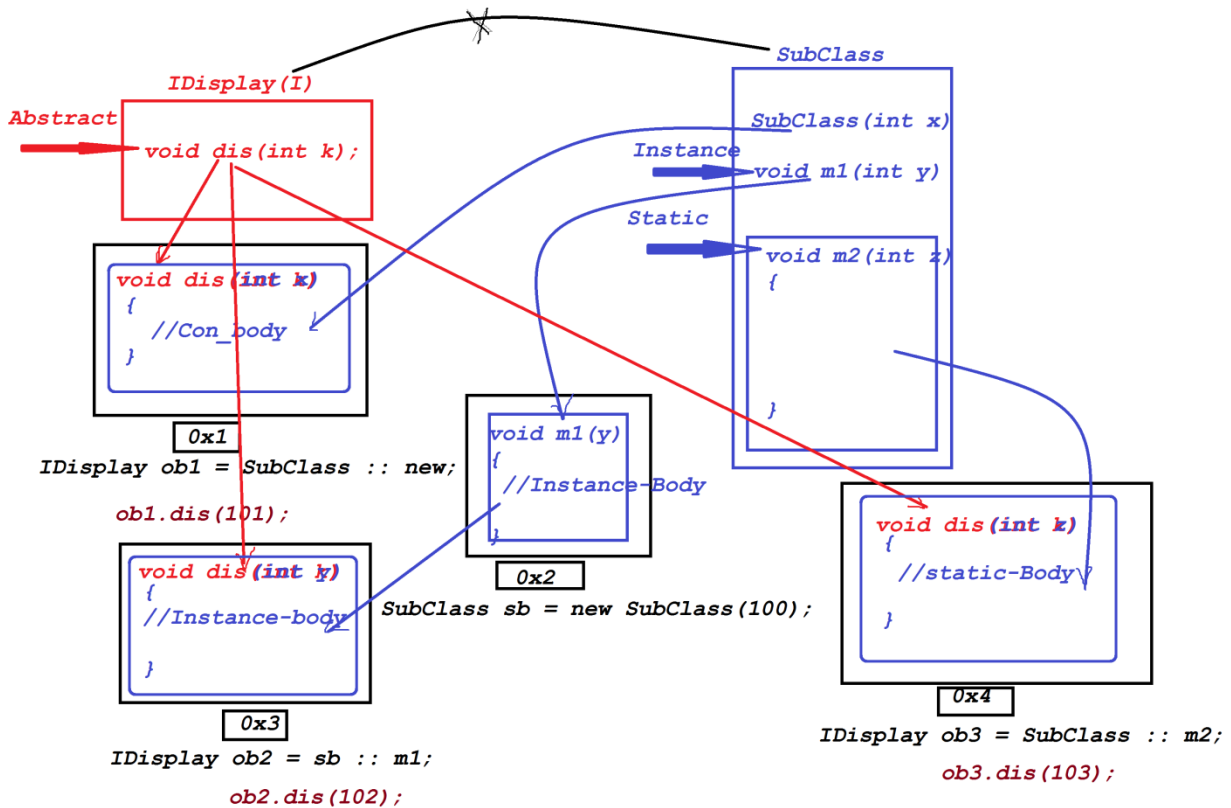 SubClass
IDisplay(I)
Abstract
void dis(int k);
SubClass(int x)
Instance
void m1(int y)
Static
void m2(int z)
{
}
void dis(int x)
{
//Con_body
}
0x1
IDisplay ob1 = SubClass :: new;
ob1.dis(101);
void m1(y)
{
//Instance-Body
}
0x2
SubClass sb = new SubClass(100);
void dis(int y)
{
//Instance-body
}
0x3
IDisplay ob2 = sb :: m1;
ob2.dis(102);
void dis(int z)
{
//static-Body
}
0x4
IDisplay ob3 = SubClass :: m2;
ob3.dis(103);